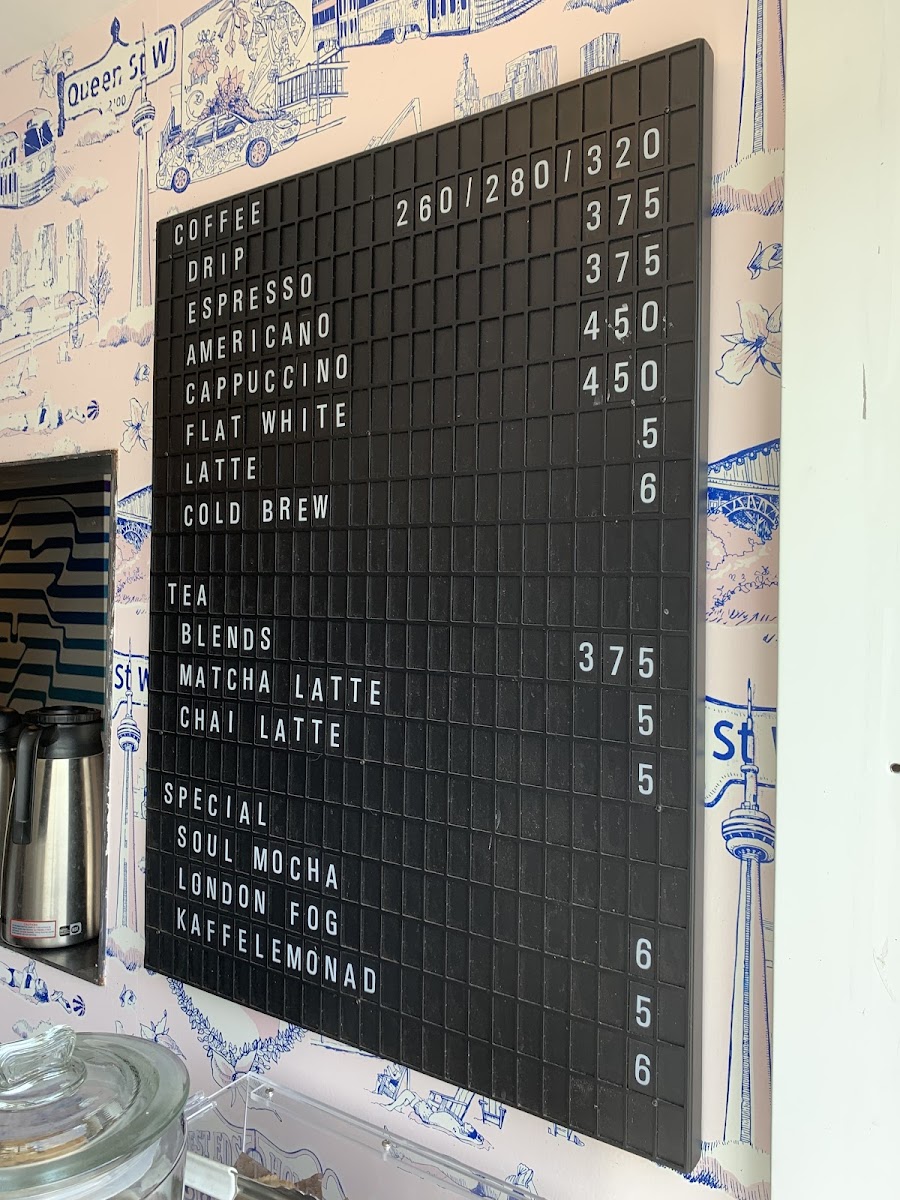 Queen St W
COFFEE
DRIP 260/280/320
ESPRESSO 375
AMERICANO 375
CAPPUCCINO 450
FLAT WHITE 450
LATTE 5
COLD BREW 6
TEA
BLENDS 375
MATCHA LATTE 5
CHAI LATTE 5
SPECIAL
SOUL MOCHA 6
LONDON FOG 5
KAFFELEMONAD 6
St W
St